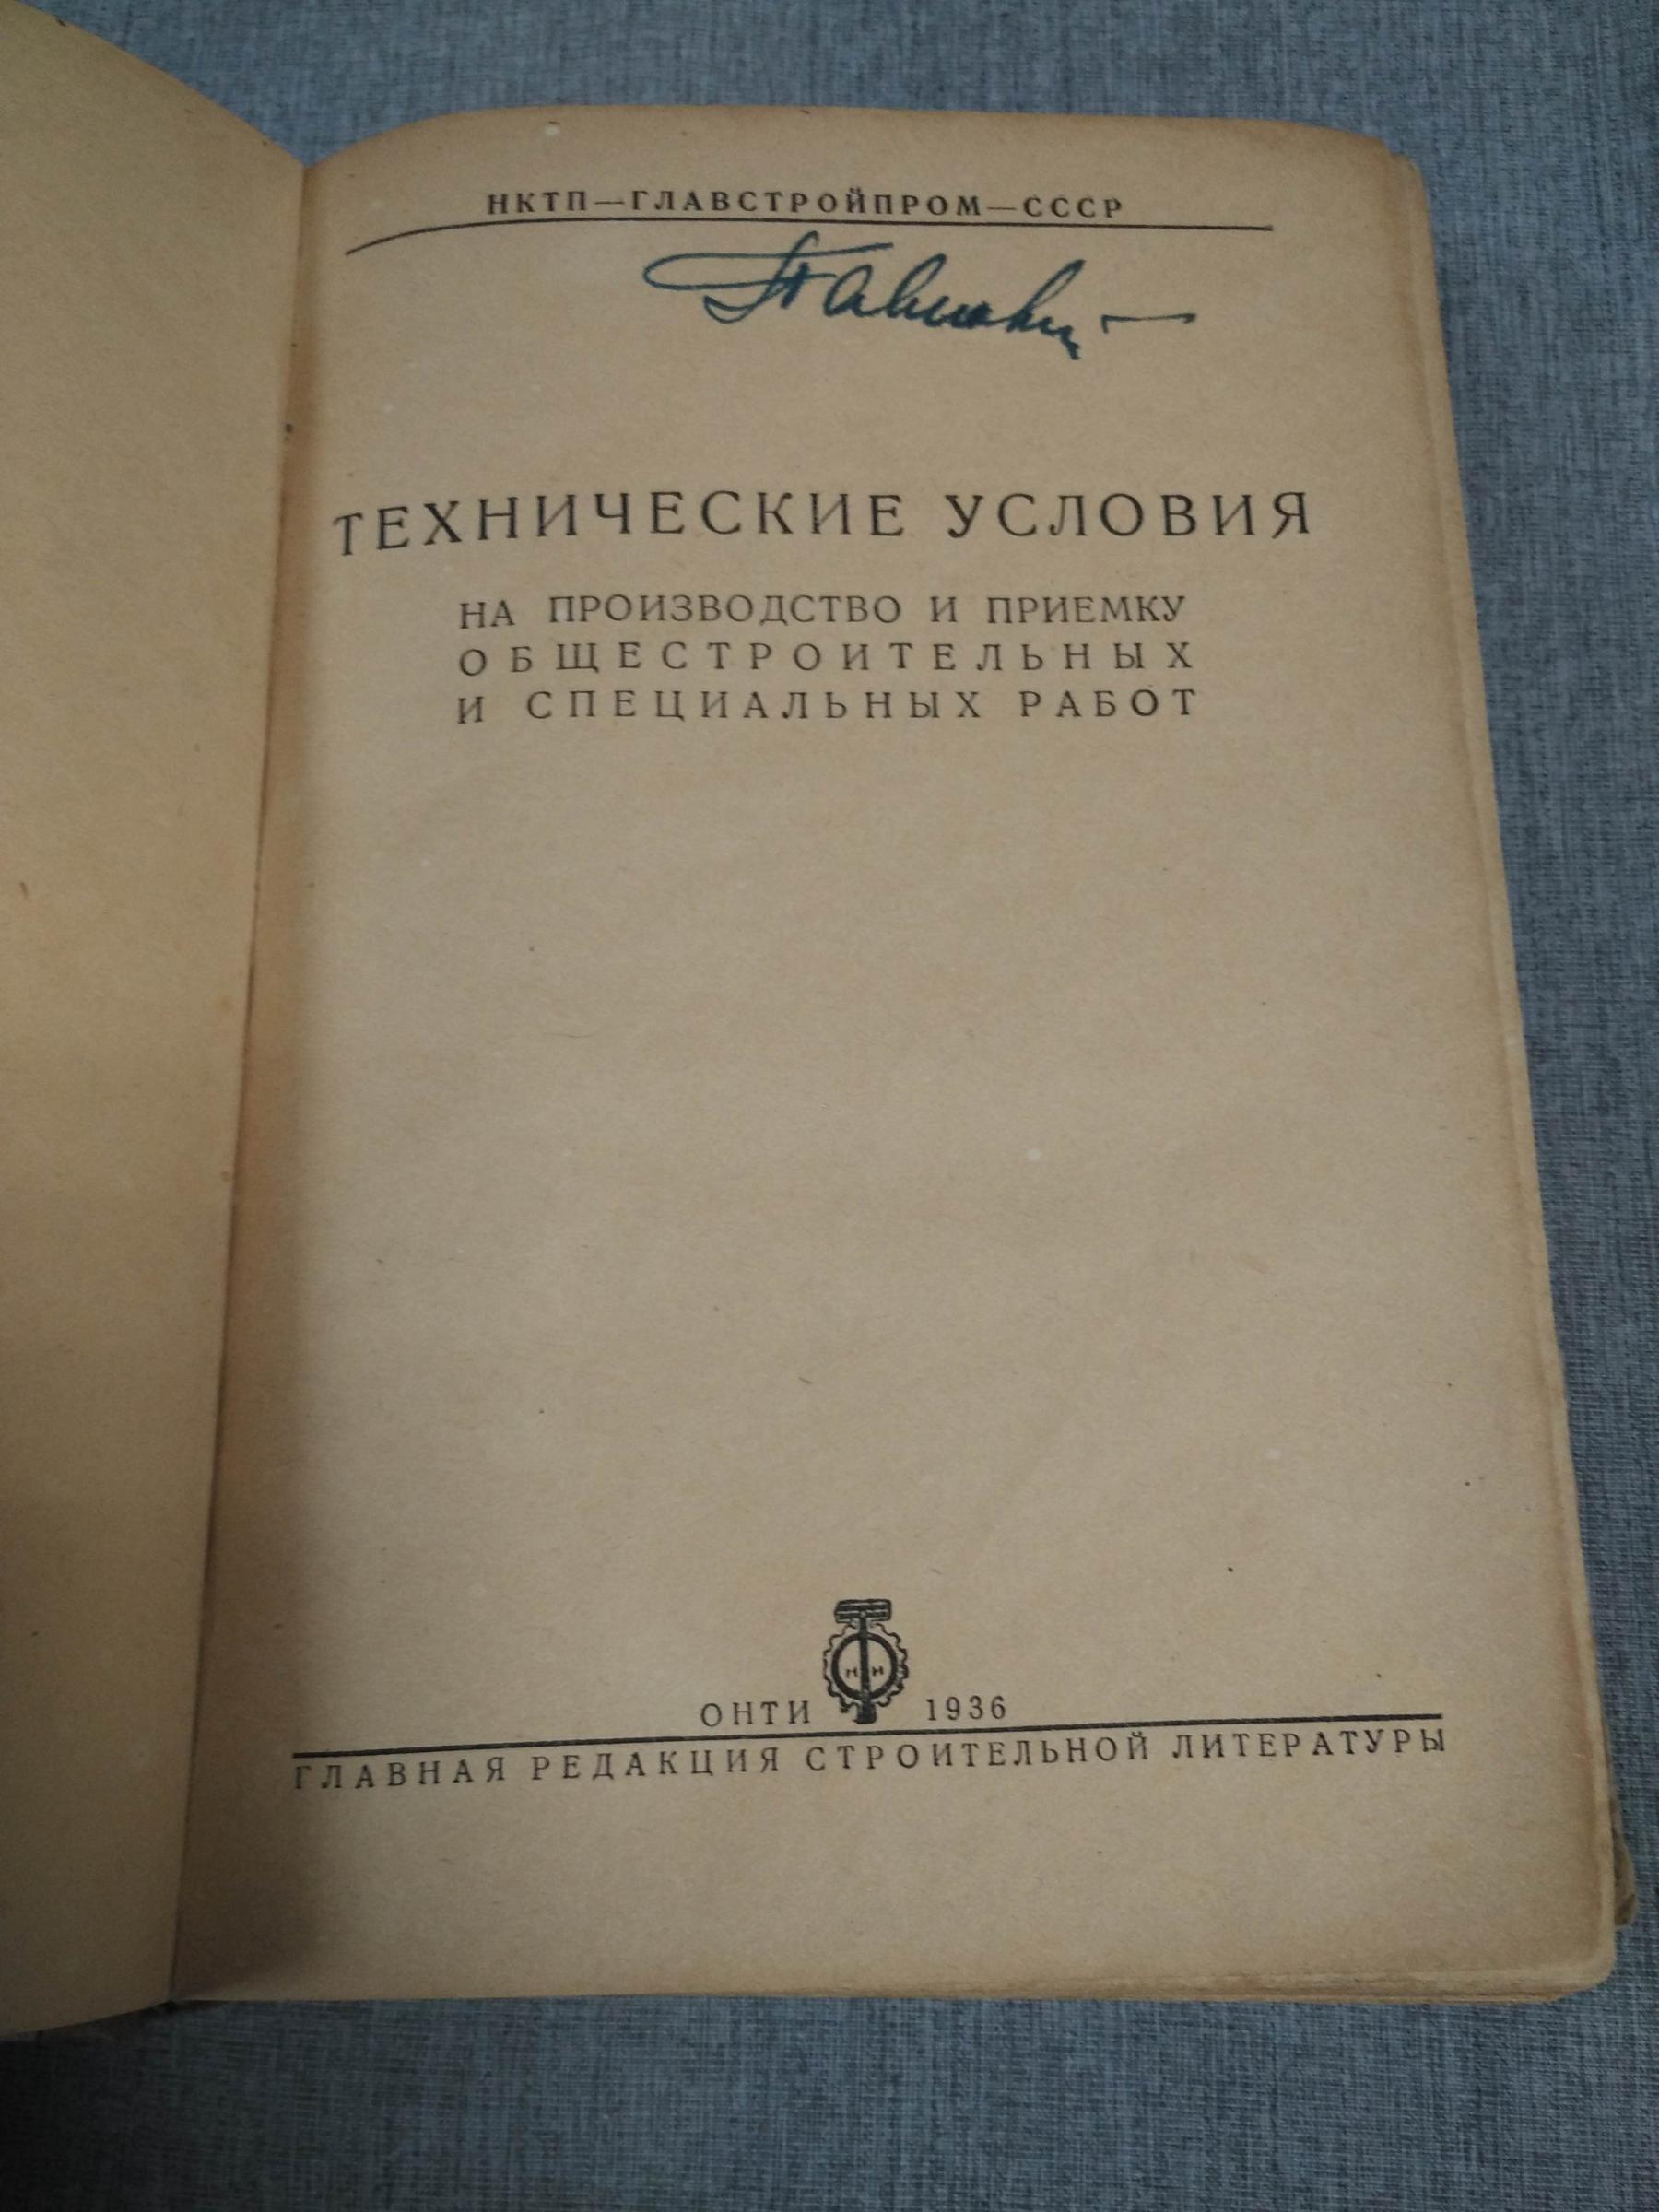 НКТП—ГЛАВСТРОЙПРОМ—СССР
ТЕХНИЧЕСКИЕ УСЛОВИЯ
НА ПРОИЗВОДСТВО И ПРИЕМКУ
ОБЩЕСТРОИТЕЛЬНЫХ
И СПЕЦИАЛЬНЫХ РАБОТ
ОНТИ 1936
ГЛАВНАЯ РЕДАКЦИЯ СТРОИТЕЛЬНОЙ ЛИТЕРАТУРЫ